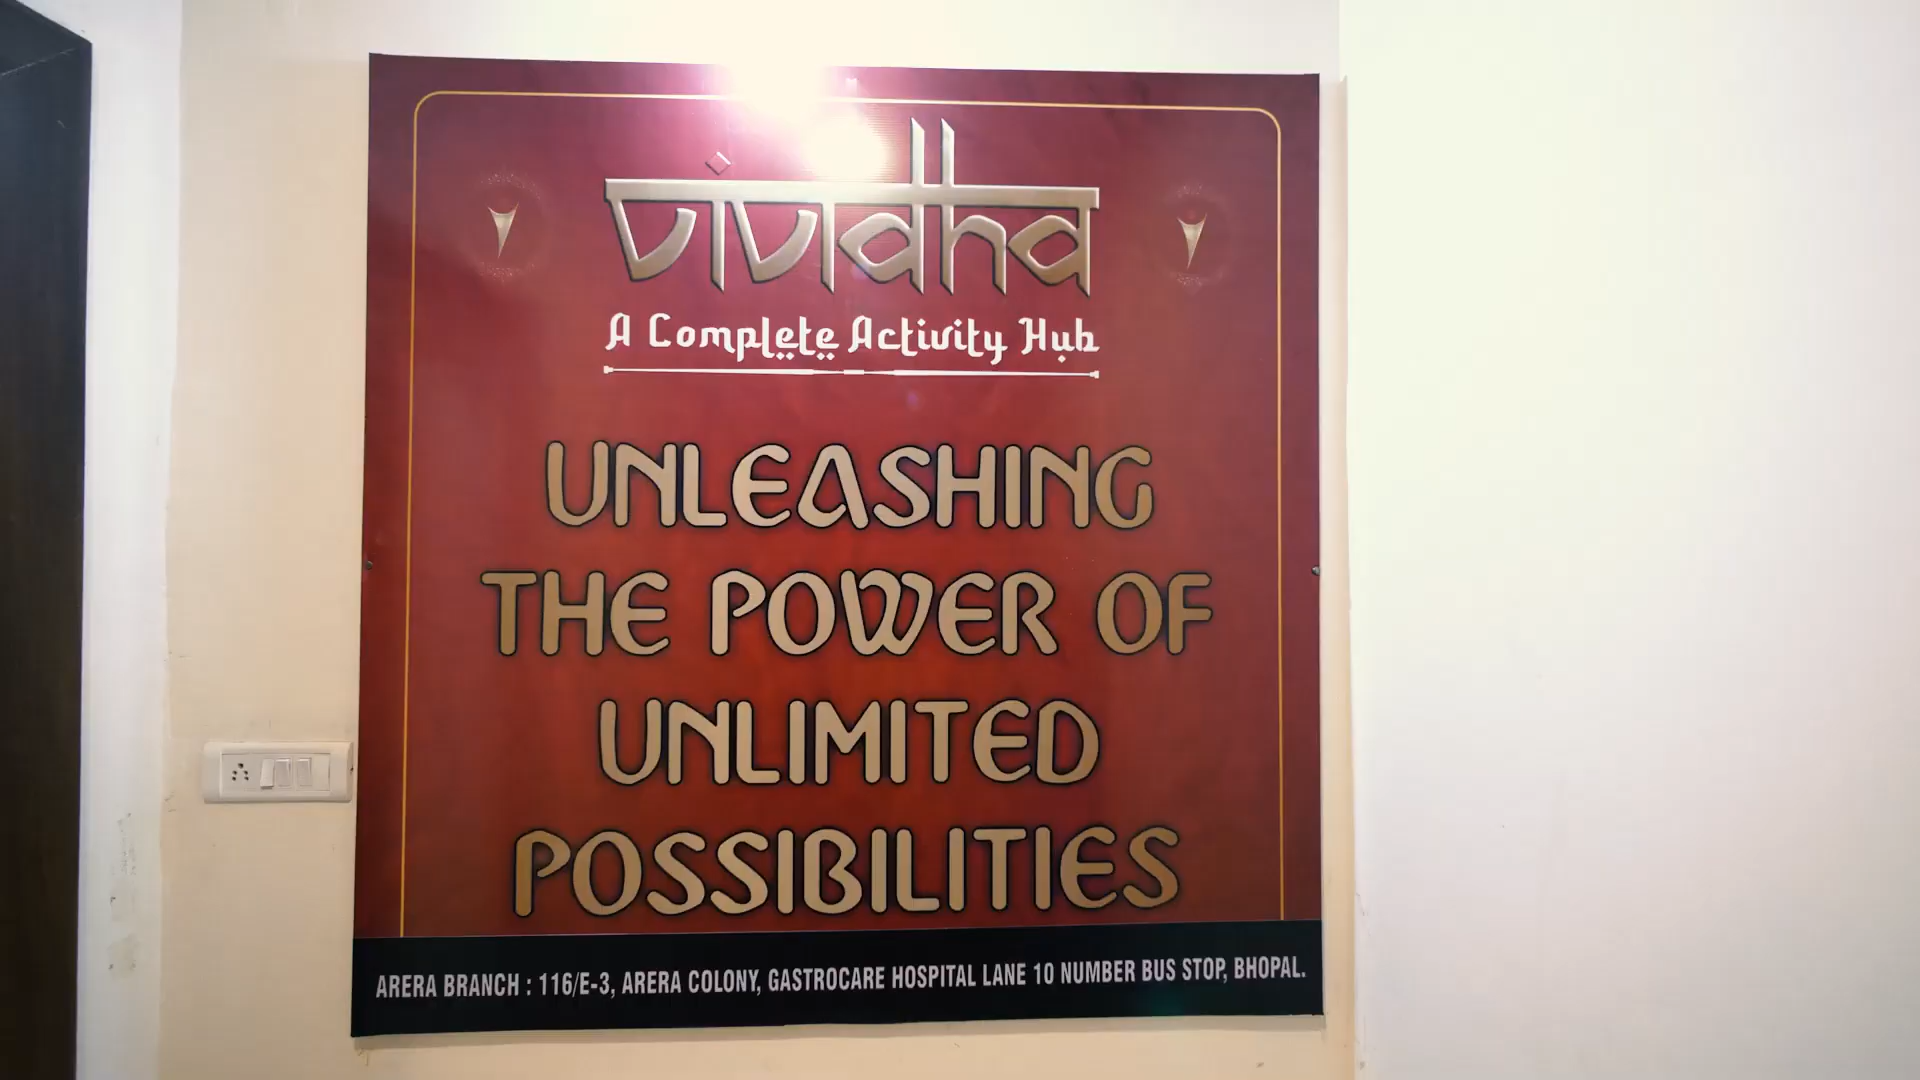 vividha
A Complete Activity Hub
UNLEASHING
THE POWER OF
UNLIMITED
POSSIBILITIES
ARERA BRANCH : 116/E-3, ARERA COLONY, GASTROCARE HOSPITAL LANE 10 NUMBER BUS STOP, BHOPAL.